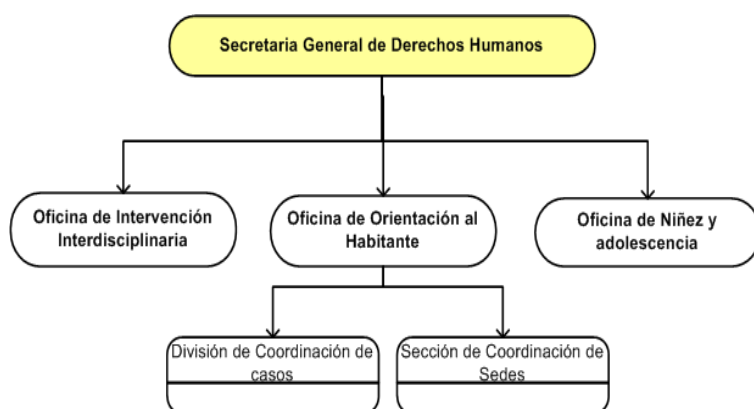 Secretaria General de Derechos Humanos
Oficina de Intervención
Interdisciplinaria
Oficina de Orientación al
Habitante
Oficina de Niñez y
adolescencia
División de Coordinación de
casos
Sección de Coordinación de
Sedes